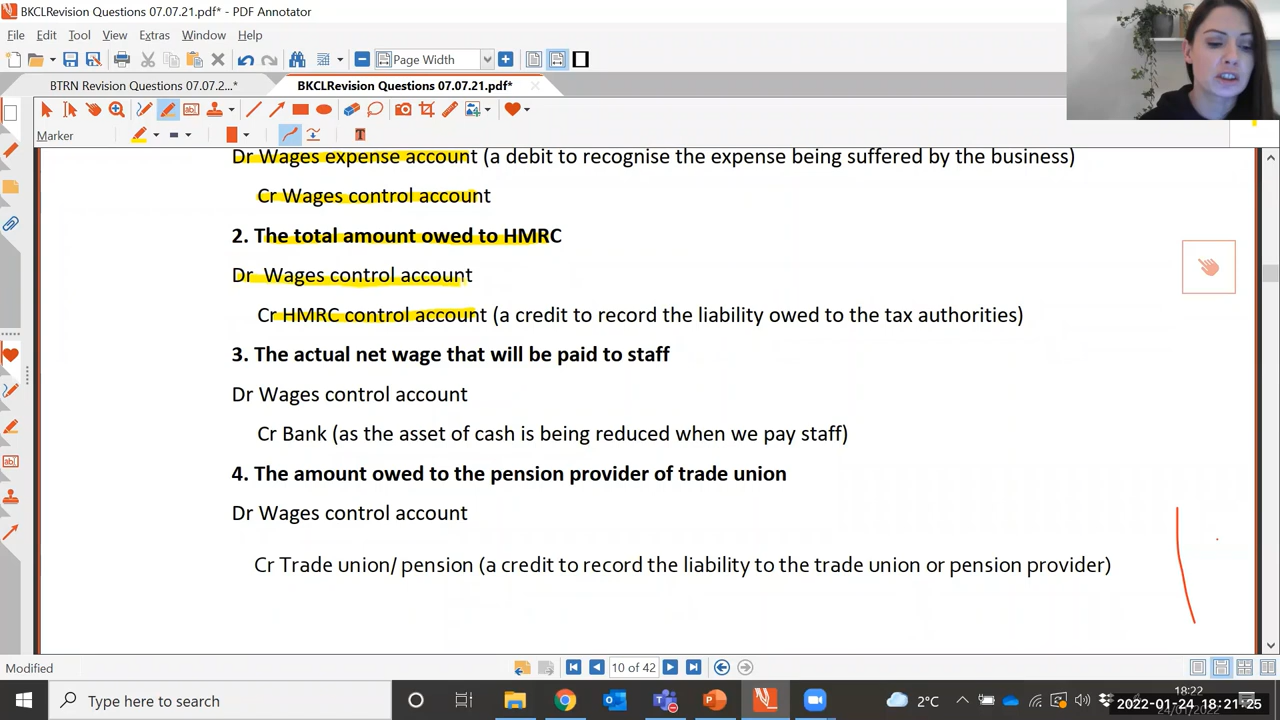 BKCLRevision Questions 07.07.21.pdf* - PDF Annotator
File Edit Tool View Extras Window Help
Page Width
BTRN Revision Questions 07.07.2...*
BKCLRevision Questions 07.07.21.pdf*
Marker
Dr Wages expense account (a debit to recognise the expense being suffered by the business)
Cr Wages control account
2. The total amount owed to HMRC
Dr Wages control account
Cr HMRC control account (a credit to record the liability owed to the tax authorities)
3. The actual net wage that will be paid to staff
Dr Wages control account
Cr Bank (as the asset of cash is being reduced when we pay staff)
4. The amount owed to the pension provider of trade union
Dr Wages control account
Cr Trade union/ pension (a credit to record the liability to the trade union or pension provider)
Modified
10 of 42
Type here to search
2°C
18:22
24/01/2022
2022-01-24 18:21:25